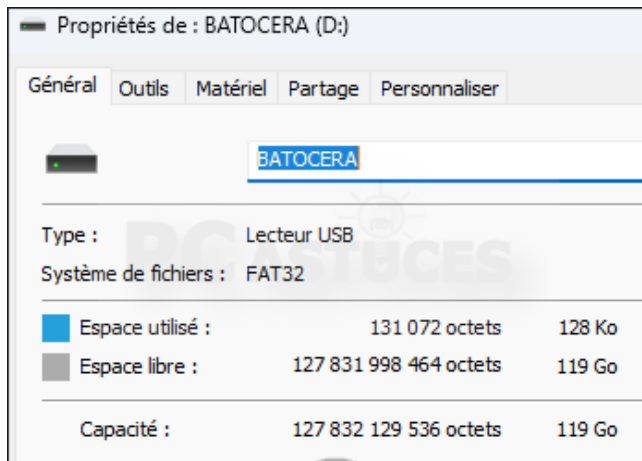 Propriétés de : BATOCERA (D:)
Général Outils Matériel Partage Personnaliser
BATOCERA
PC ASTUCES
Type : Lecteur USB
Système de fichiers : FAT32
Espace utilisé : 131 072 octets 128 Ko
Espace libre : 127 831 998 464 octets 119 Go
Capacité : 127 832 129 536 octets 119 Go